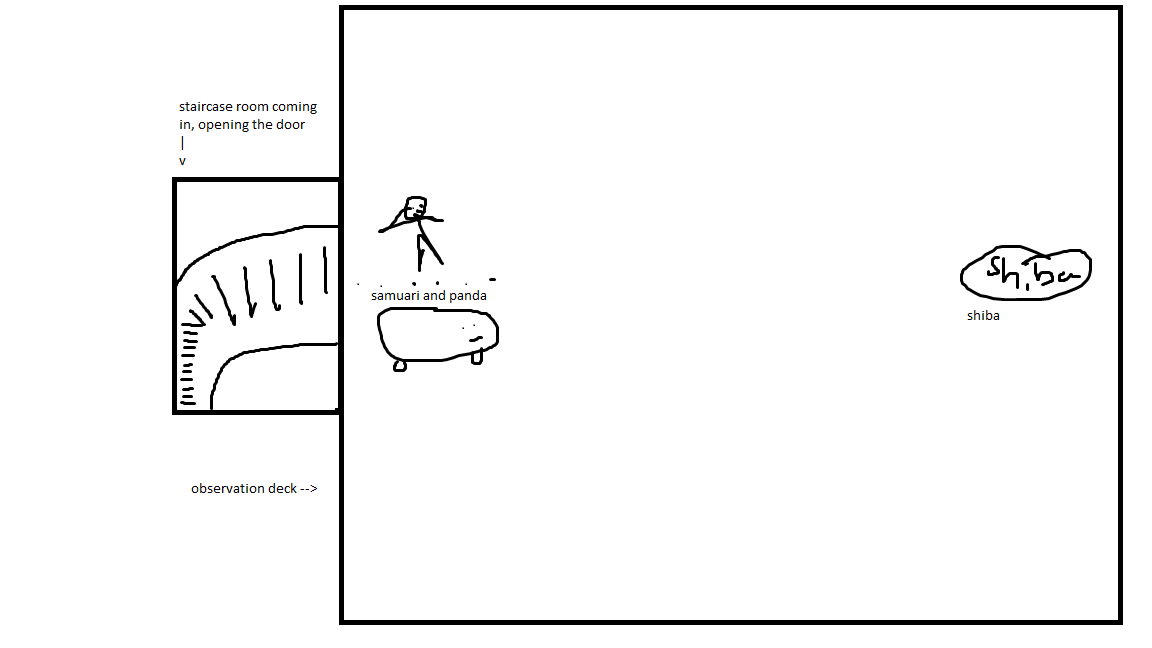 staircase room coming
in, opening the door
|
v
samuari and panda
shiba
shiba
observation deck -->